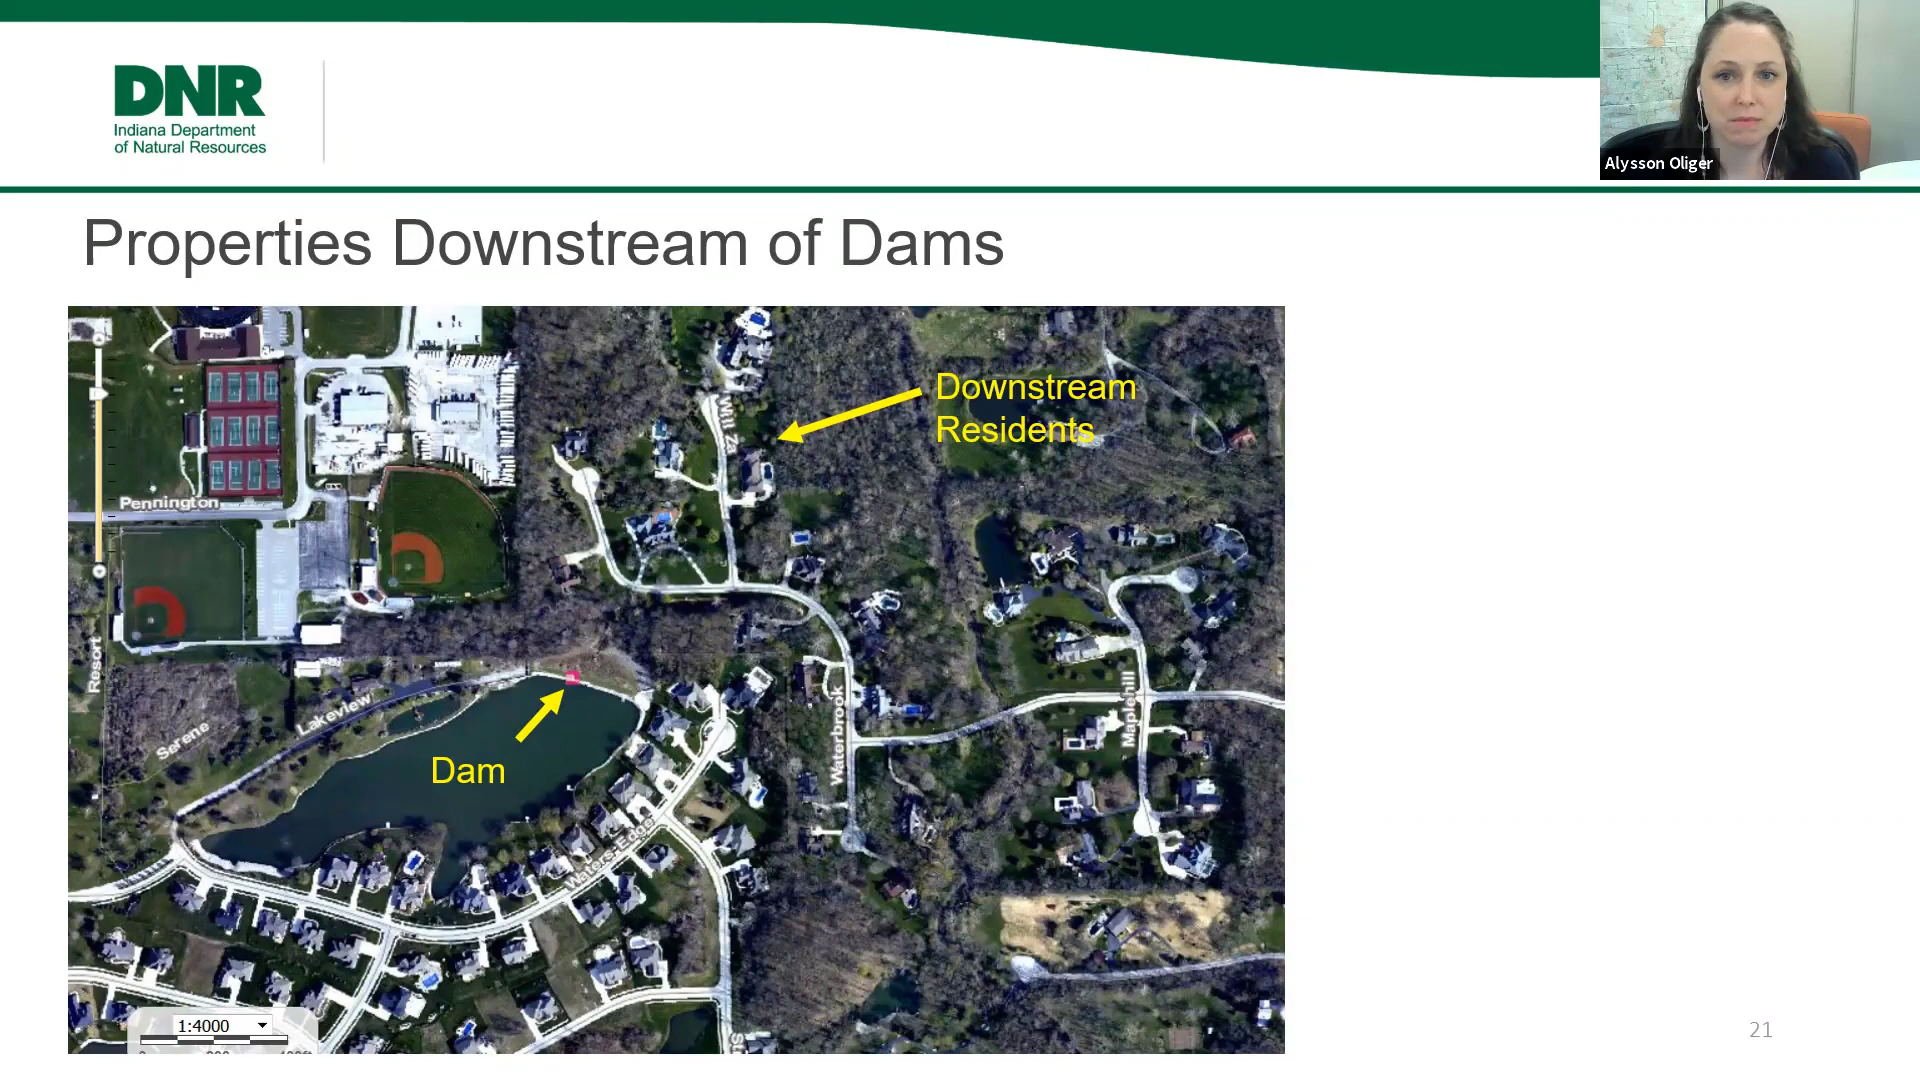 DNR
Indiana Department
of Natural Resources
Alysson Oliger
Properties Downstream of Dams
Downstream
Residents
Pennington
Resort
Serene
Lakeview
Dam
Waterbrook
Maplehill
Waters-Edge
1:4000
21